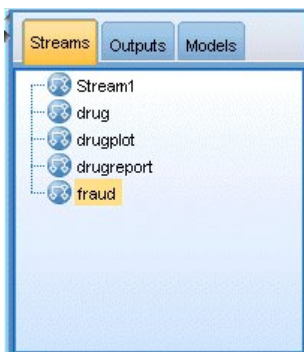 Streams Outputs Models
Stream1
drug
drugplot
drugreport
fraud